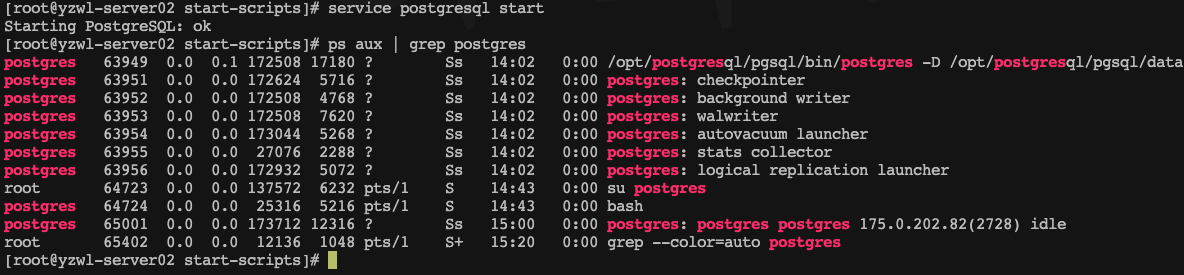 [root@yzwl-server02 start-scripts]# service postgresql start
Starting PostgreSQL: ok
[root@yzwl-server02 start-scripts]# ps aux | grep postgres
postgres   63949  0.0  0.1 172508 17180 ?        Ss   14:02   0:00 /opt/postgresql/pgsql/bin/postgres -D /opt/postgresql/pgsql/data
postgres   63951  0.0  0.0 172624  5716 ?        Ss   14:02   0:00 postgres: checkpointer
postgres   63952  0.0  0.0 172508  4768 ?        Ss   14:02   0:00 postgres: background writer
postgres   63953  0.0  0.0 172508  7620 ?        Ss   14:02   0:00 postgres: walwriter
postgres   63954  0.0  0.0 173044  5268 ?        Ss   14:02   0:00 postgres: autovacuum launcher
postgres   63955  0.0  0.0  27076  2288 ?        Ss   14:02   0:00 postgres: stats collector
postgres   63956  0.0  0.0 172932  5072 ?        Ss   14:02   0:00 postgres: logical replication launcher
root       64723  0.0  0.0 137572  6232 pts/1    S    14:43   0:00 su postgres
postgres   64724  0.0  0.0  25316  5216 pts/1    S    14:43   0:00 bash
postgres   65001  0.0  0.0 173712 12316 ?        Ss   15:00   0:00 postgres: postgres postgres 175.0.202.82(2728) idle
root       65402  0.0  0.0  12136  1048 pts/1    S+   15:20   0:00 grep --color=auto postgres
[root@yzwl-server02 start-scripts]#